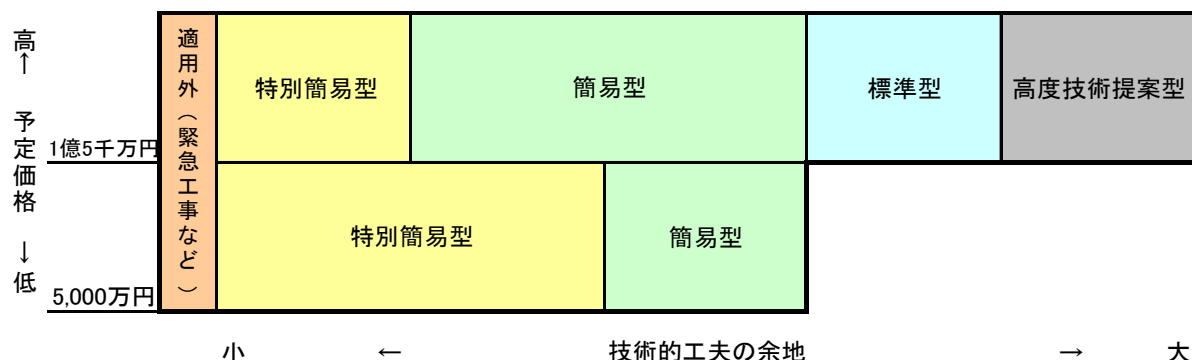 高↑ 予定価格 ↓低
1億5千万円
5,000万円
適用外（緊急工事など）
特別簡易型
簡易型
標準型
高度技術提案型
特別簡易型
簡易型
小 ← 技術的工夫の余地 → 大